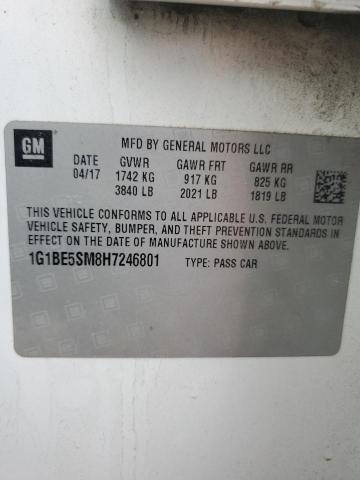 GM
MFD BY GENERAL MOTORS LLC
DATE GVWR GAWR FRT GAWR RR
04/17 1742 KG 917 KG 825 KG
3840 LB 2021 LB 1819 LB
THIS VEHICLE CONFORMS TO ALL APPLICABLE U.S. FEDERAL MOTOR
VEHICLE SAFETY, BUMPER, AND THEFT PREVENTION STANDARDS
IN EFFECT ON THE DATE OF MANUFACTURE SHOWN ABOVE.
1G1BE5SM8H7246801 TYPE: PASS CAR